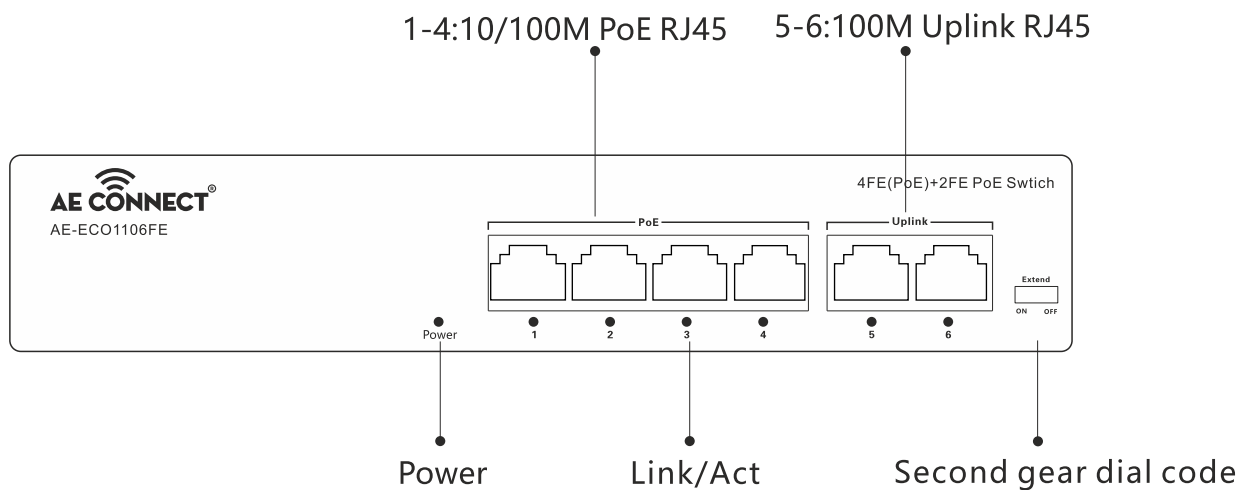 1-4:10/100M PoE RJ45
5-6:100M Uplink RJ45
AE CONNECT®
AE-ECO1106FE
4FE(PoE)+2FE PoE Swtich
PoE
Uplink
Extend
ON OFF
Power
1 2 3 4 5 6
Power
Link/Act
Second gear dial code